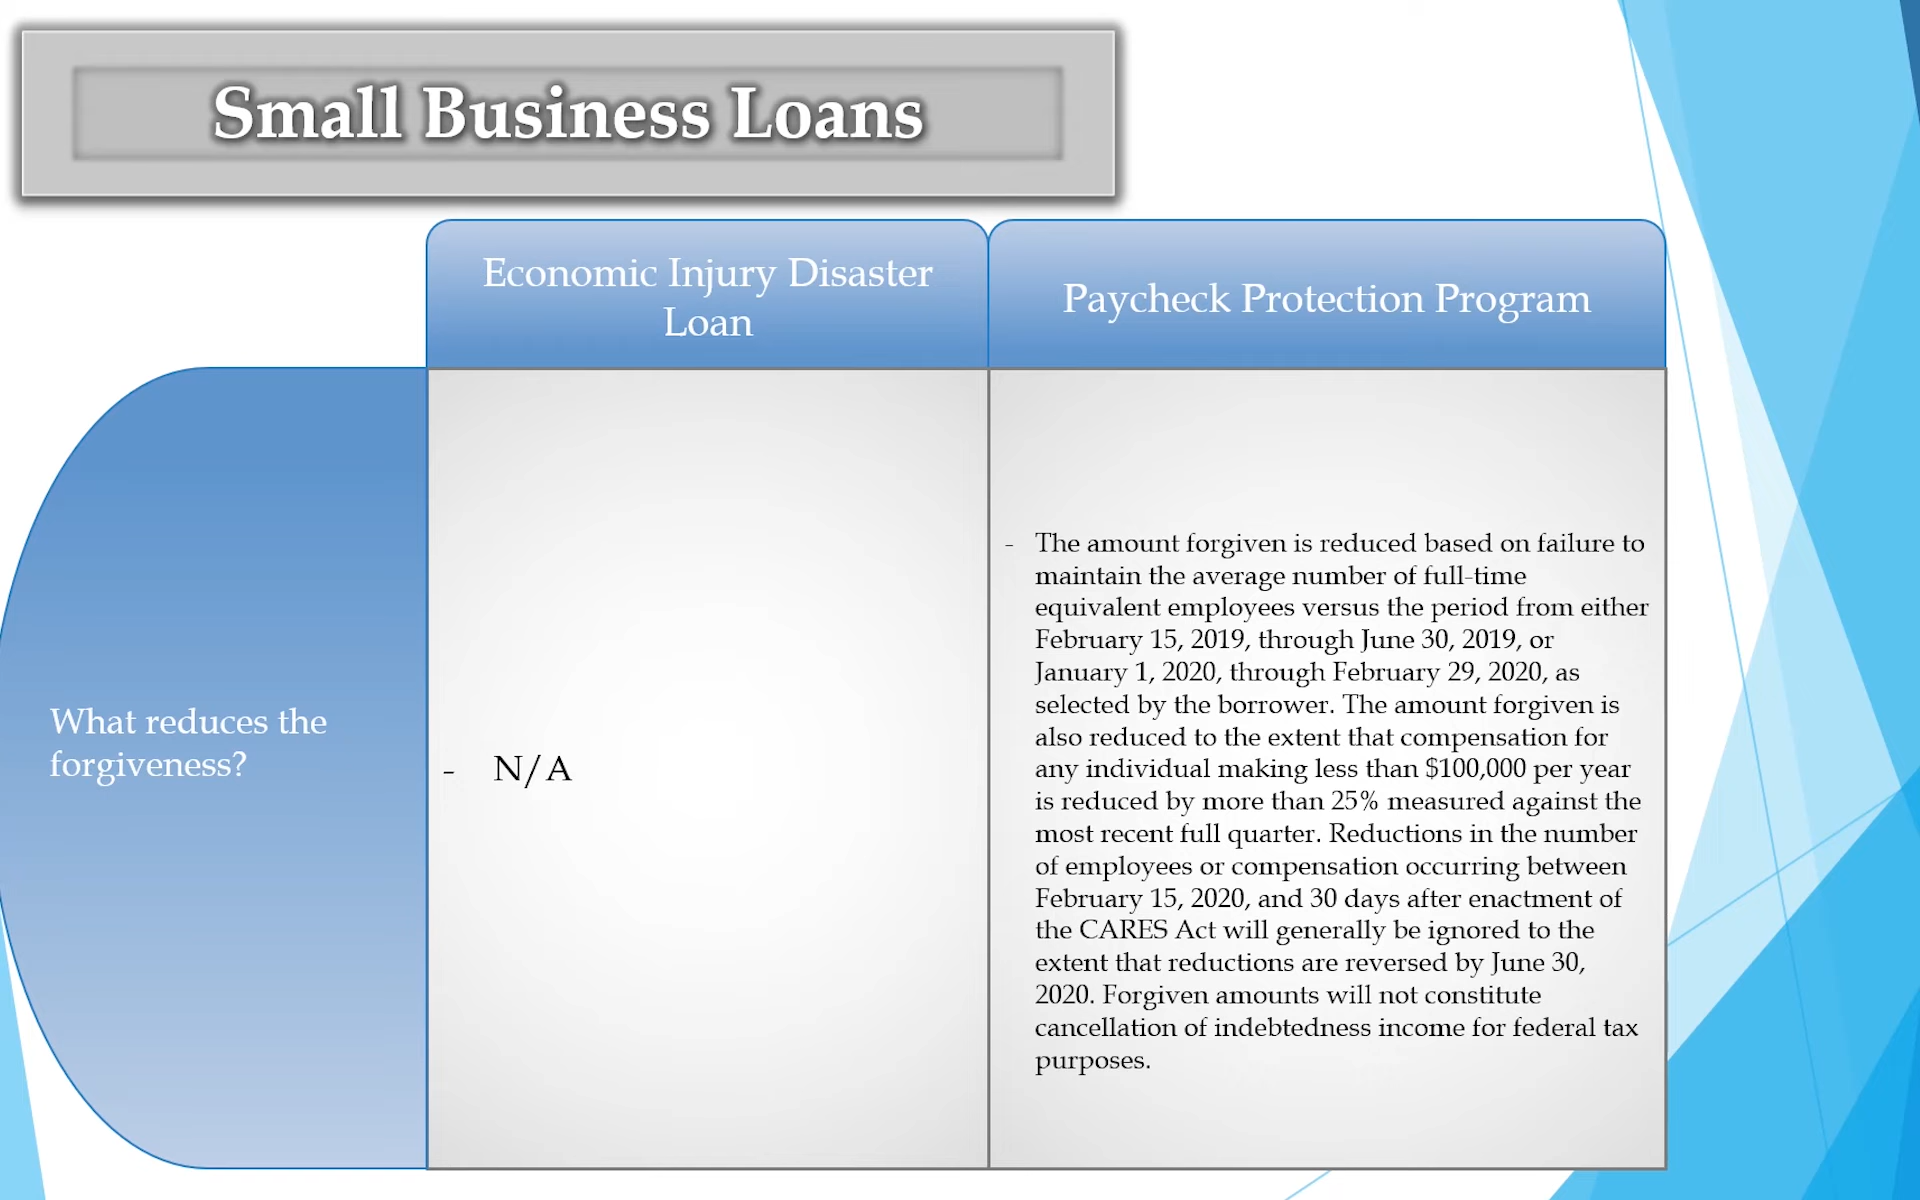 Small Business Loans
Economic Injury Disaster
Loan
Paycheck Protection Program
What reduces the
forgiveness?
- N/A
- The amount forgiven is reduced based on failure to
maintain the average number of full-time
equivalent employees versus the period from either
February 15, 2019, through June 30, 2019, or
January 1, 2020, through February 29, 2020, as
selected by the borrower. The amount forgiven is
also reduced to the extent that compensation for
any individual making less than $100,000 per year
is reduced by more than 25% measured against the
most recent full quarter. Reductions in the number
of employees or compensation occurring between
February 15, 2020, and 30 days after enactment of
the CARES Act will generally be ignored to the
extent that reductions are reversed by June 30,
2020. Forgiven amounts will not constitute
cancellation of indebtedness income for federal tax
purposes.